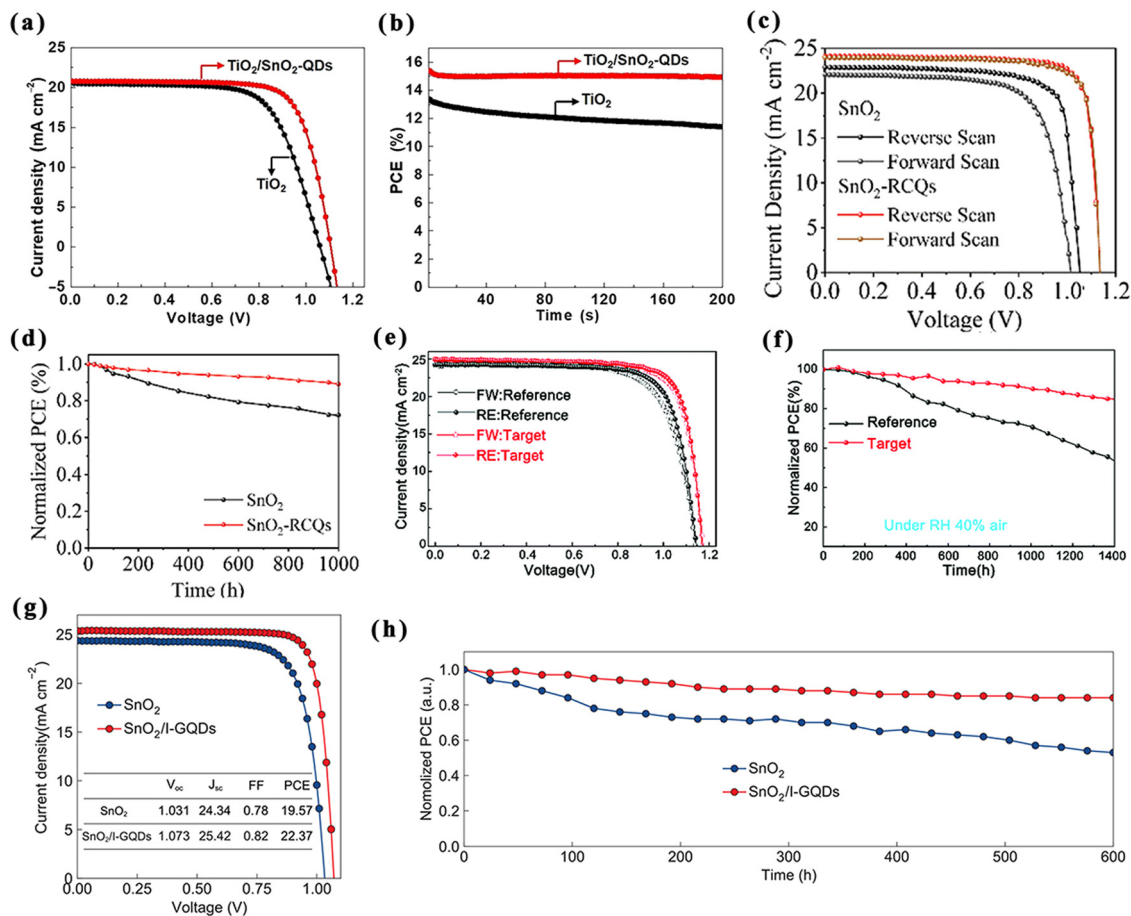 (a)
TiO2/SnO2-QDs
TiO2
Current density (mA cm−2)
25
20
15
10
5
0
−5
0.0 0.2 0.4 0.6 0.8 1.0 1.2
Voltage (V)
(b)
TiO2/SnO2-QDs
TiO2
PCE (%)
16
14
12
10
8
6
4
2
0
40 80 120 160 200
Time (s)
(c)
Current Density (mA cm-2)
25
20
15
10
5
0
SnO2
Reverse Scan
Forward Scan
SnO2-RCQs
Reverse Scan
Forward Scan
0.0 0.2 0.4 0.6 0.8 1.0 1.2
Voltage (V)
(d)
Normalized PCE (%)
1.0
0.8
0.6
0.4
0.2
0.0
SnO2
SnO2-RCQs
0 200 400 600 800 1000
Time (h)
(e)
Current density(mA cm−2)
25
20
15
10
5
0
FW:Reference
RE:Reference
FW:Target
RE:Target
0.0 0.2 0.4 0.6 0.8 1.0 1.2
Voltage(V)
(f)
Normalized PCE(%)
100
80
60
40
20
Reference
Target
Under RH 40% air
0 200 400 600 800 1000 1200 1400
Time(h)
(g)
Current density(mA cm−2)
25
20
15
10
5
0
SnO2
SnO2/I-GQDs
Voc Jsc FF PCE
SnO2 1.031 24.34 0.78 19.57
SnO2/I-GQDs 1.073 25.42 0.82 22.37
0.00 0.25 0.50 0.75 1.00
Voltage (V)
(h)
Nomolized PCE (a.u.)
1.0
0.8
0.6
0.4
0.2
0.0
SnO2
SnO2/I-GQDs
0 100 200 300 400 500 600
Time (h)